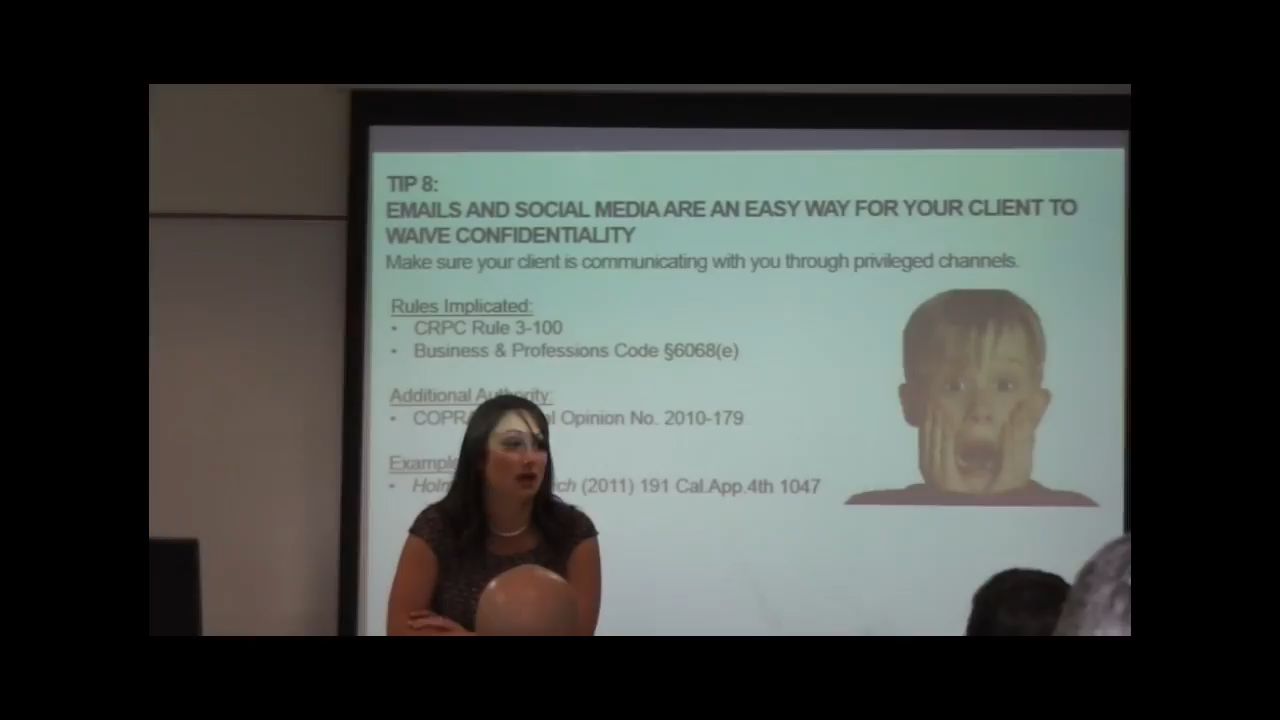 TIP 8:
EMAILS AND SOCIAL MEDIA ARE AN EASY WAY FOR YOUR CLIENT TO
WAIVE CONFIDENTIALITY
Make sure your client is communicating with you through privileged channels.
Rules Implicated:
• CRPC Rule 3-100
• Business & Professions Code §6068(e)
Additional Authority:
• Opinion No. 2010-179
• (2011) 191 Cal.App.4th 1047